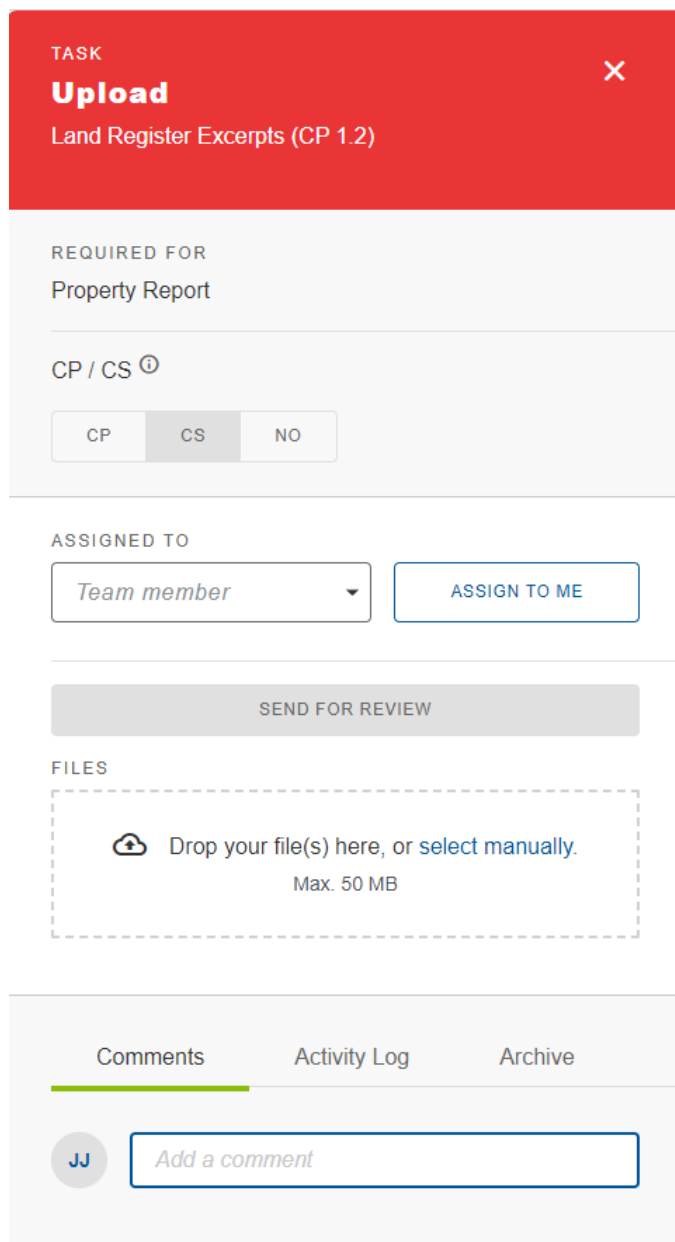 TASK
Upload
Land Register Excerpts (CP 1.2)
REQUIRED FOR
Property Report
CP / CS
CP CS NO
ASSIGNED TO
Team member ASSIGN TO ME
SEND FOR REVIEW
FILES
Drop your file(s) here, or select manually.
Max. 50 MB
Comments Activity Log Archive
JJ Add a comment